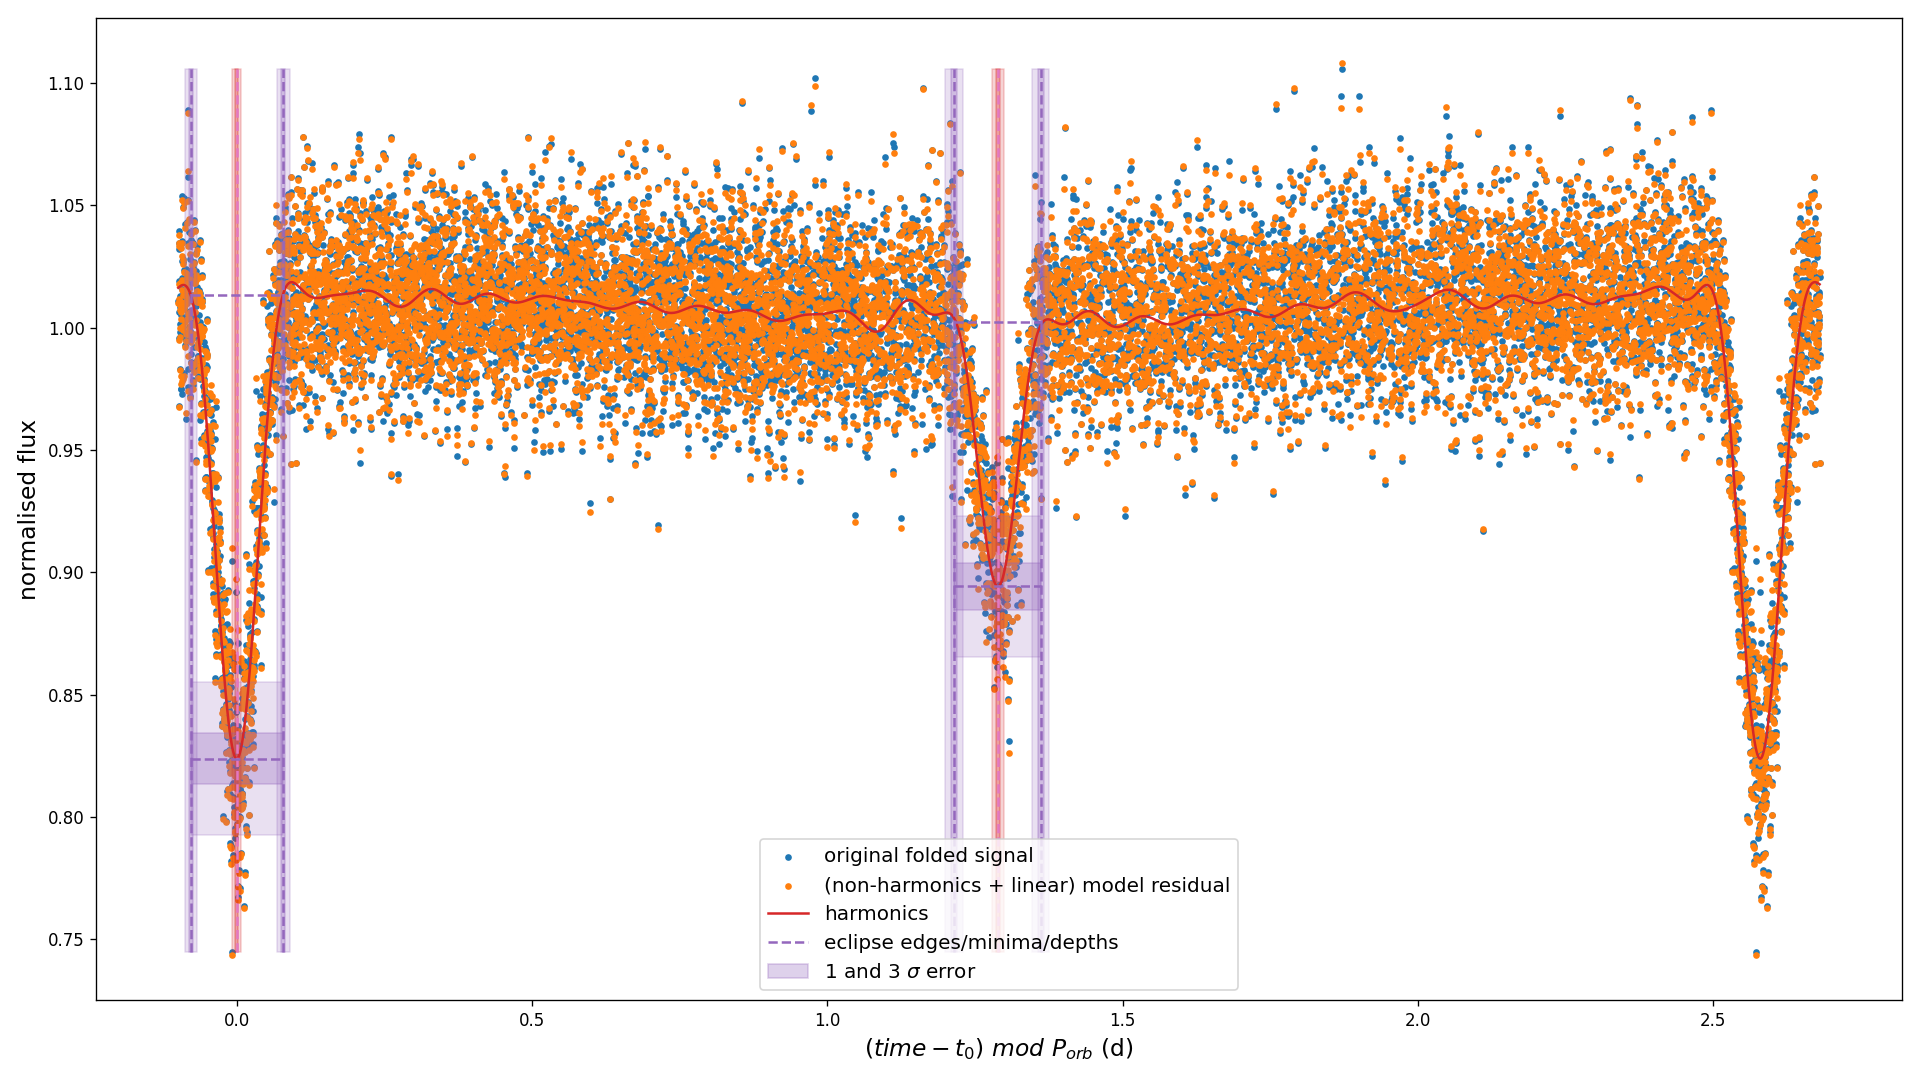 normalised flux
1.10
1.05
1.00
0.95
0.90
0.85
0.80
0.75
original folded signal
(non-harmonics + linear) model residual
harmonics
eclipse edges/minima/depths
1 and 3 σ error
0.0 0.5 1.0 1.5 2.0 2.5
(time − t₀) mod P_orb (d)